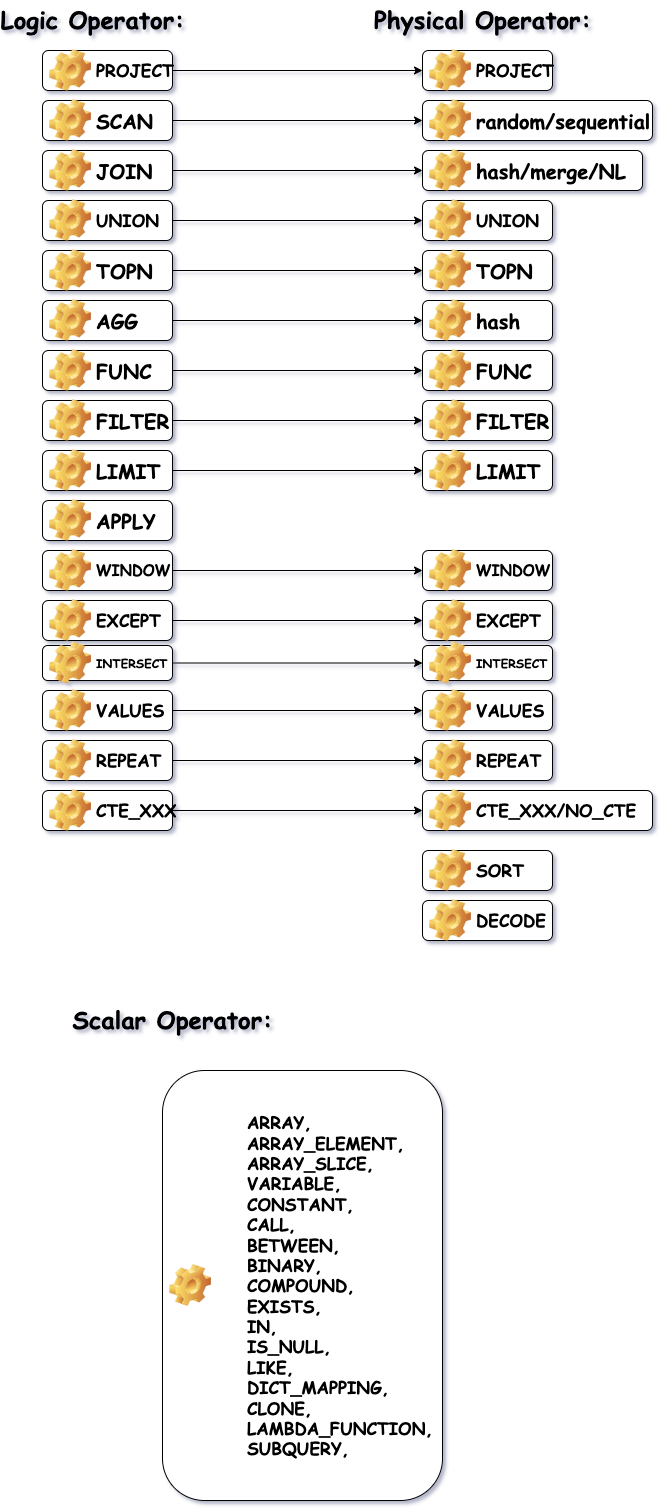 Logic Operator: Physical Operator:
PROJECT PROJECT
SCAN random/sequential
JOIN hash/merge/NL
UNION UNION
TOPN TOPN
AGG hash
FUNC FUNC
FILTER FILTER
LIMIT LIMIT
APPLY
WINDOW WINDOW
EXCEPT EXCEPT
INTERSECT INTERSECT
VALUES VALUES
REPEAT REPEAT
CTE_XXX CTE_XXX/NO_CTE
SORT
DECODE
Scalar Operator:
ARRAY,
ARRAY_ELEMENT,
ARRAY_SLICE,
VARIABLE,
CONSTANT,
CALL,
BETWEEN,
BINARY,
COMPOUND,
EXISTS,
IN,
IS_NULL,
LIKE,
DICT_MAPPING,
CLONE,
LAMBDA_FUNCTION,
SUBQUERY,